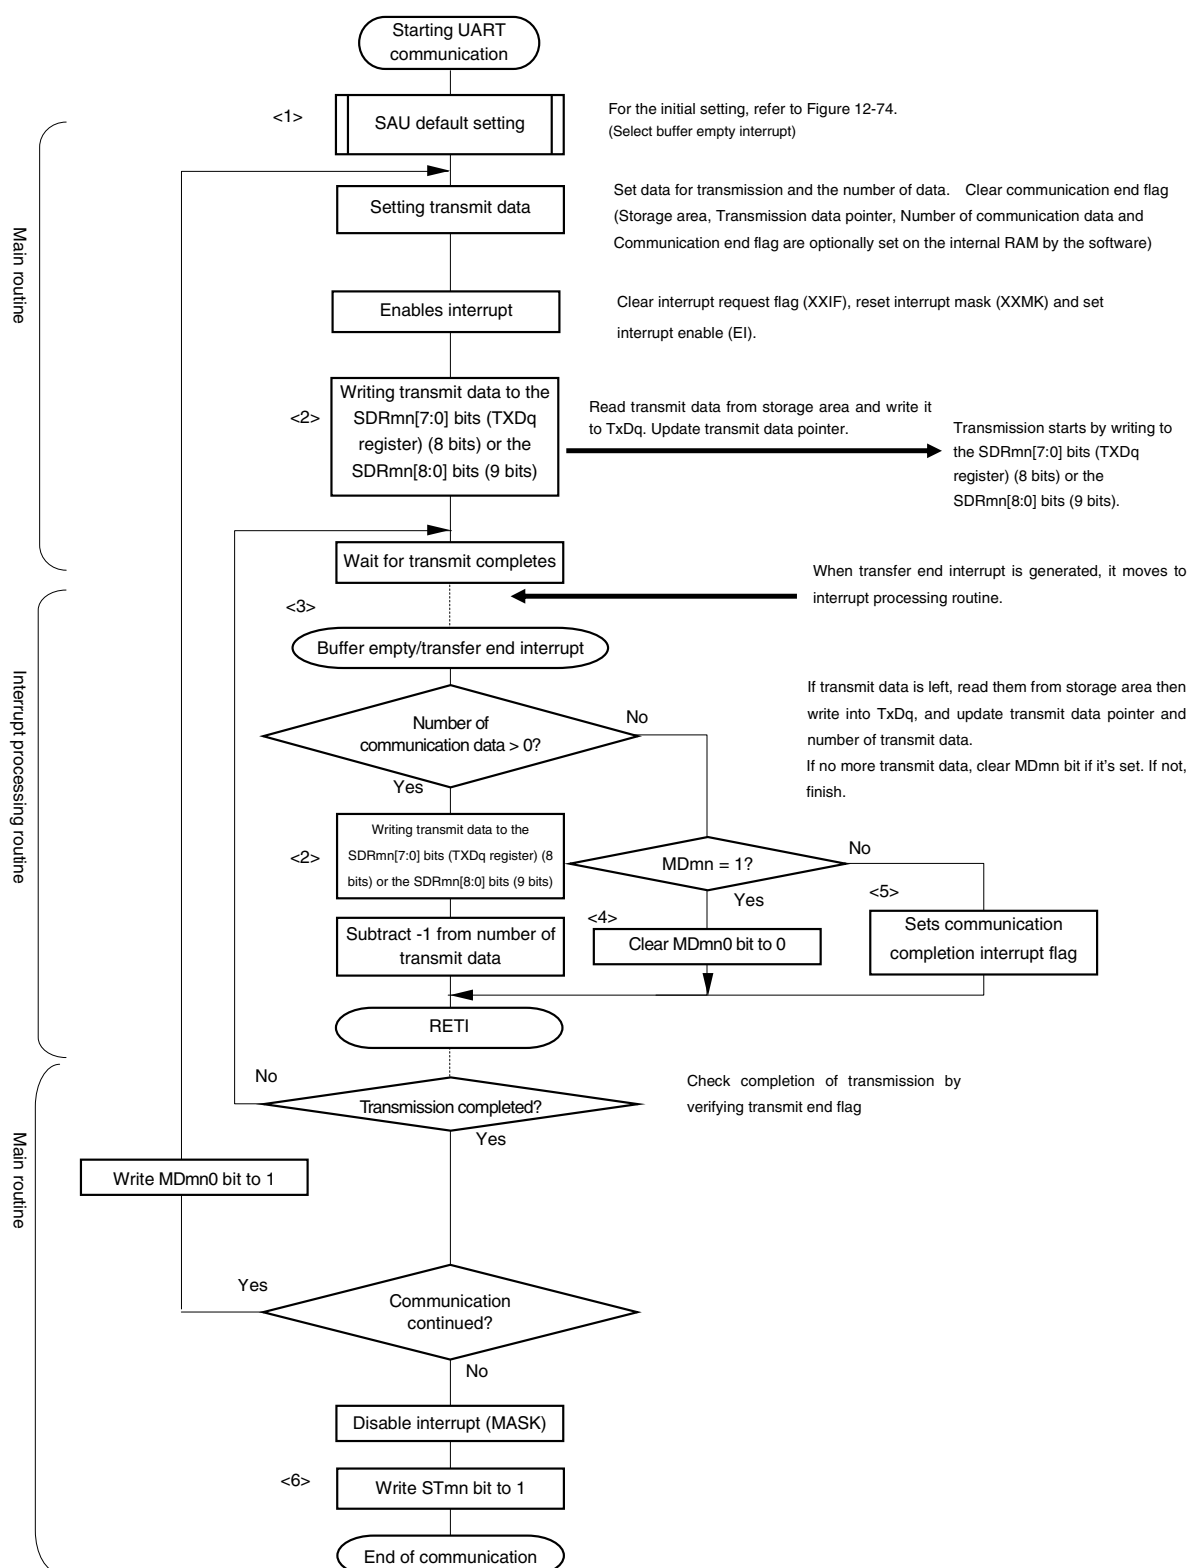 Starting UART
communication
<1>
SAU default setting
For the initial setting, refer to Figure 12-74.
(Select buffer empty interrupt)
Setting transmit data
Set data for transmission and the number of data. Clear communication end flag
(Storage area, Transmission data pointer, Number of communication data and
Communication end flag are optionally set on the internal RAM by the software)
Main routine
Enables interrupt
Clear interrupt request flag (XXIF), reset interrupt mask (XXMK) and set
interrupt enable (EI).
<2>
Writing transmit data to the
SDRmn[7:0] bits (TXDq
register) (8 bits) or the
SDRmn[8:0] bits (9 bits)
Read transmit data from storage area and write it
to TxDq. Update transmit data pointer.
Transmission starts by writing to
the SDRmn[7:0] bits (TXDq
register) (8 bits) or the
SDRmn[8:0] bits (9 bits).
Wait for transmit completes
When transfer end interrupt is generated, it moves to
interrupt processing routine.
<3>
Buffer empty/transfer end interrupt
Interrupt processing routine
Number of
communication data > 0?
No
Yes
If transmit data is left, read them from storage area then
write into TxDq, and update transmit data pointer and
number of transmit data.
If no more transmit data, clear MDmn bit if it's set. If not,
finish.
<2>
Writing transmit data to the
SDRmn[7:0] bits (TXDq register) (8
bits) or the SDRmn[8:0] bits (9 bits)
MDmn = 1?
No
Yes
<4>
Clear MDmn0 bit to 0
<5>
Sets communication
completion interrupt flag
Subtract -1 from number of
transmit data
RETI
No
Transmission completed?
Yes
Check completion of transmission by
verifying transmit end flag
Main routine
Write MDmn0 bit to 1
Yes
Communication
continued?
No
Disable interrupt (MASK)
<6>
Write STmn bit to 1
End of communication